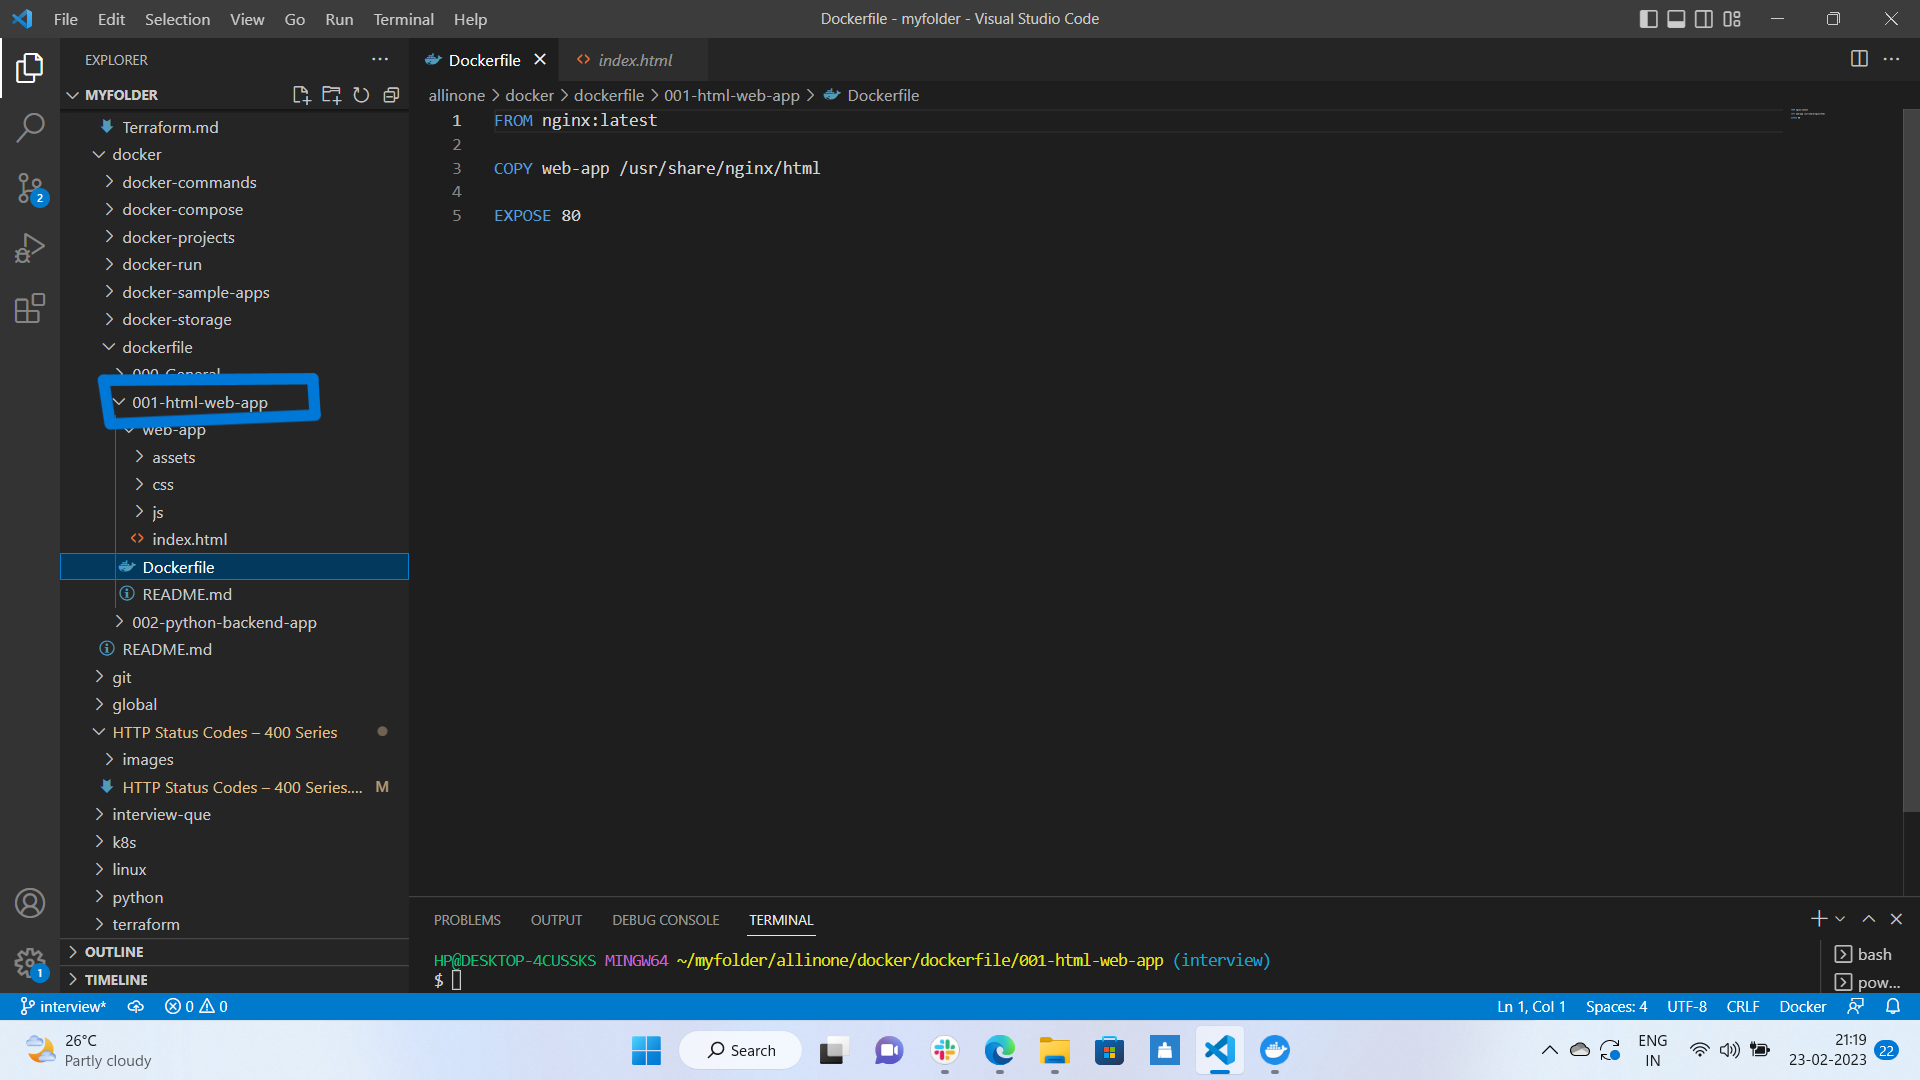 File Edit Selection View Go Run Terminal Help
Dockerfile - myfolder - Visual Studio Code
EXPLORER
MYFOLDER
Terraform.md
docker
docker-commands
docker-compose
docker-projects
docker-run
docker-sample-apps
docker-storage
dockerfile
000-General
001-html-web-app
web-app
assets
css
js
index.html
Dockerfile
README.md
002-python-backend-app
README.md
git
global
HTTP Status Codes – 400 Series
images
HTTP Status Codes – 400 Series.... M
interview-que
k8s
linux
python
terraform
OUTLINE
TIMELINE
2
1
Dockerfile
index.html
allinone > docker > dockerfile > 001-html-web-app > Dockerfile
1 FROM nginx:latest
2
3 COPY web-app /usr/share/nginx/html
4
5 EXPOSE 80
PROBLEMS OUTPUT DEBUG CONSOLE TERMINAL
HP@DESKTOP-4CUSSKS MINGW64 ~/myfolder/allinone/docker/dockerfile/001-html-web-app (interview)
$
bash
pow...
interview* 0 0
Ln 1, Col 1 Spaces: 4 UTF-8 CRLF Docker
26°C
Partly cloudy
Search
ENG
IN
21:19
23-02-2023
22